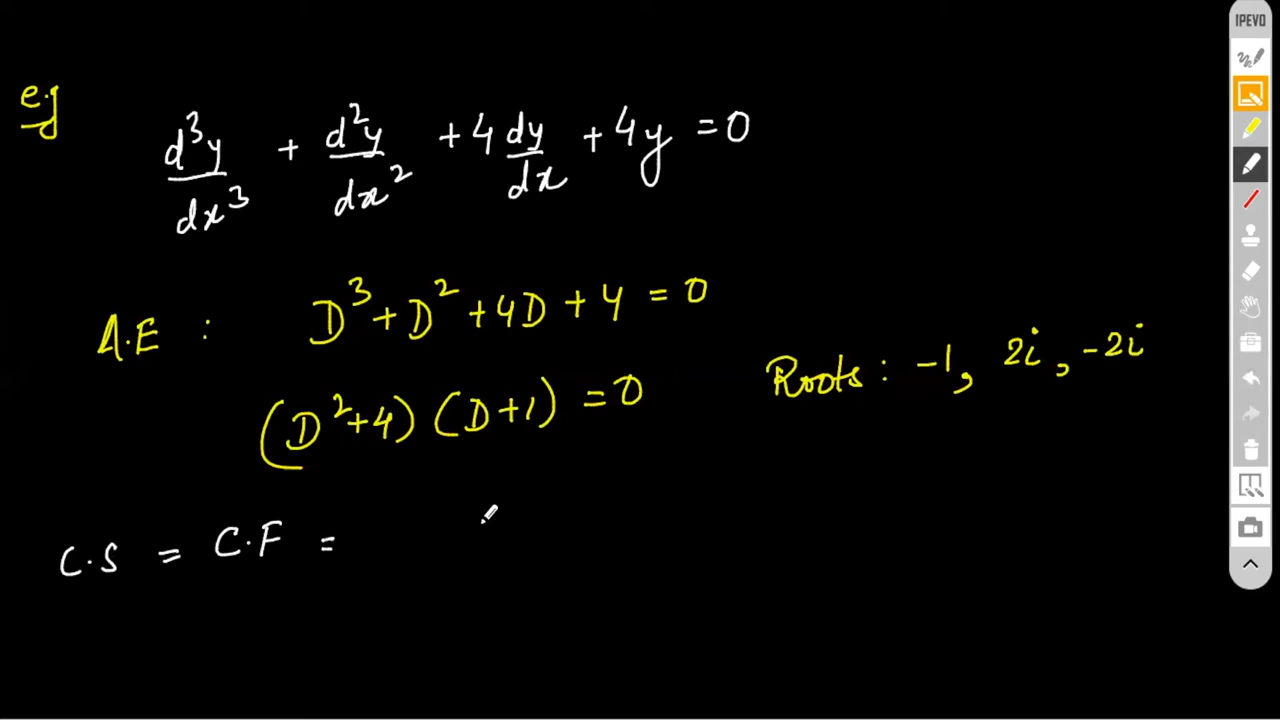 IPEVO
e.g
d³y/dx³ + d²y/dx² + 4 dy/dx + 4y = 0
A.E : D³ + D² + 4D + 4 = 0
(D² + 4) (D + 1) = 0
Roots : -1, 2i, -2i
C.S = C.F =